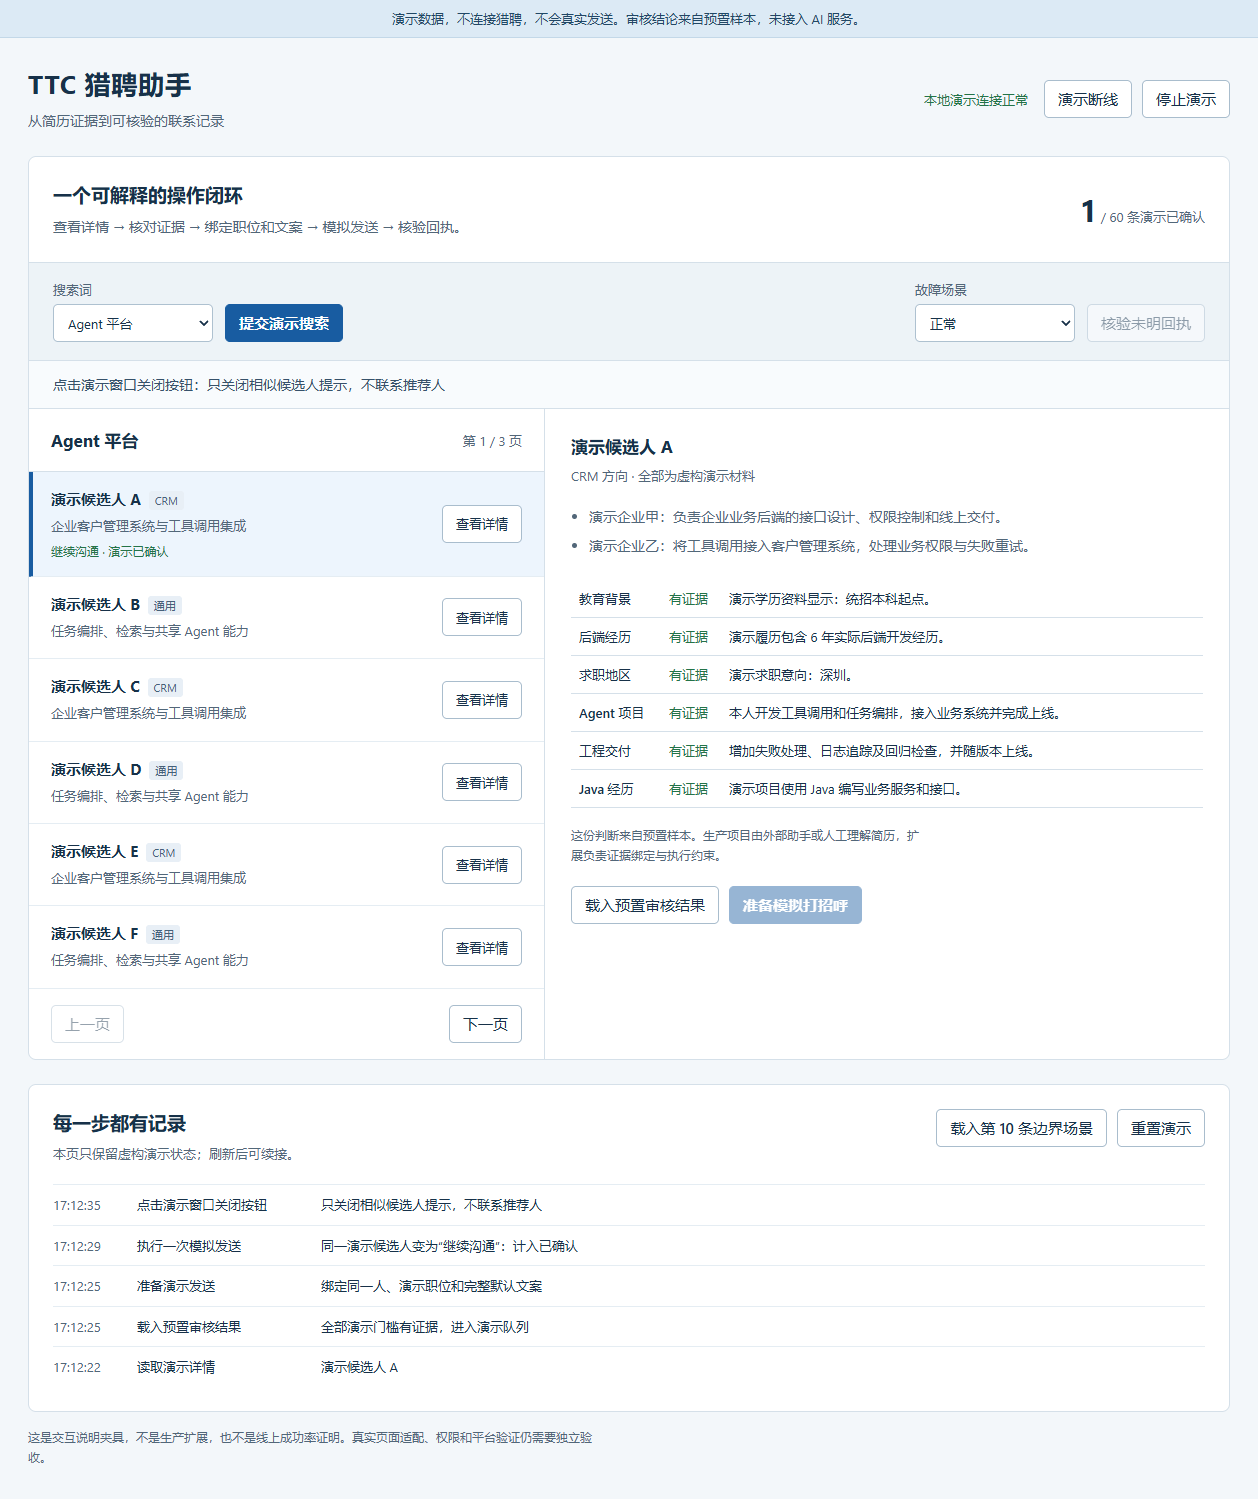 演示数据，不连接猎聘，不会真实发送。审核结论来自预置样本，未接入 AI 服务。
TTC 猎聘助手
从简历证据到可核验的联系记录
本地演示连接正常
演示断线
停止演示
一个可解释的操作闭环
查看详情 → 核对证据 → 绑定职位和文案 → 模拟发送 → 核验回执。
1 / 60 条演示已确认
搜索词
Agent 平台
提交演示搜索
故障场景
正常
核验未明回执
点击演示窗口关闭按钮：只关闭相似候选人提示，不联系推荐人
Agent 平台
第 1 / 3 页
演示候选人 A CRM
企业客户管理系统与工具调用集成
继续沟通 · 演示已确认
查看详情
演示候选人 B 通用
任务编排、检索与共享 Agent 能力
查看详情
演示候选人 C CRM
企业客户管理系统与工具调用集成
查看详情
演示候选人 D 通用
任务编排、检索与共享 Agent 能力
查看详情
演示候选人 E CRM
企业客户管理系统与工具调用集成
查看详情
演示候选人 F 通用
任务编排、检索与共享 Agent 能力
查看详情
上一页
下一页
演示候选人 A
CRM 方向 · 全部为虚构演示材料
• 演示企业甲：负责企业业务后端的接口设计、权限控制和线上交付。
• 演示企业乙：将工具调用接入客户管理系统，处理业务权限与失败重试。
教育背景 有证据 演示学历资料显示：统招本科起点。
后端经历 有证据 演示履历包含 6 年实际后端开发经历。
求职地区 有证据 演示求职意向：深圳。
Agent 项目 有证据 本人开发工具调用和任务编排，接入业务系统并完成上线。
工程交付 有证据 增加失败处理、日志追踪及回归检查，并随版本上线。
Java 经历 有证据 演示项目使用 Java 编写业务服务和接口。
这份判断来自预置样本。生产项目由外部助手或人工理解简历，扩
展负责证据绑定与执行约束。
载入预置审核结果
准备模拟打招呼
每一步都有记录
本页只保留虚构演示状态；刷新后可续接。
载入第 10 条边界场景
重置演示
17:12:35 点击演示窗口关闭按钮 只关闭相似候选人提示，不联系推荐人
17:12:29 执行一次模拟发送 同一演示候选人变为“继续沟通”：计入已确认
17:12:25 准备演示发送 绑定同一人、演示职位和完整默认文案
17:12:25 载入预置审核结果 全部演示门槛有证据，进入演示队列
17:12:22 读取演示详情 演示候选人 A
这是交互说明夹具，不是生产扩展，也不是线上成功率证明。真实页面适配、权限和平台验证仍需要独立验
收。